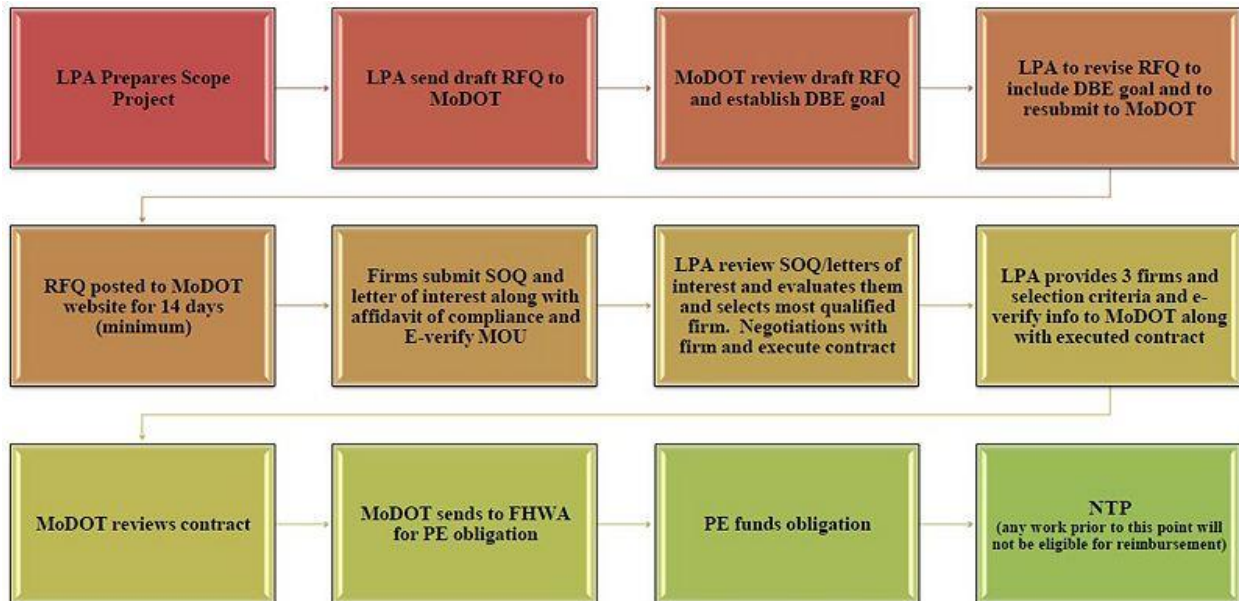 LPA Prepares Scope
Project
LPA send draft RFQ to
MoDOT
MoDOT review draft RFQ
and establish DBE goal
LPA to revise RFQ to
include DBE goal and to
resubmit to MoDOT
RFQ posted to MoDOT
website for 14 days
(minimum)
Firms submit SOQ and
letter of interest along with
affidavit of compliance and
E-verify MOU
LPA review SOQ/letters of
interest and evaluates them
and selects most qualified
firm.  Negotiations with
firm and execute contract
LPA provides 3 firms and
selection criteria and e-
verify info to MoDOT along
with executed contract
MoDOT reviews contract
MoDOT sends to FHWA
for PE obligation
PE funds obligation
NTP
(any work prior to this point will
not be eligible for reimbursement)